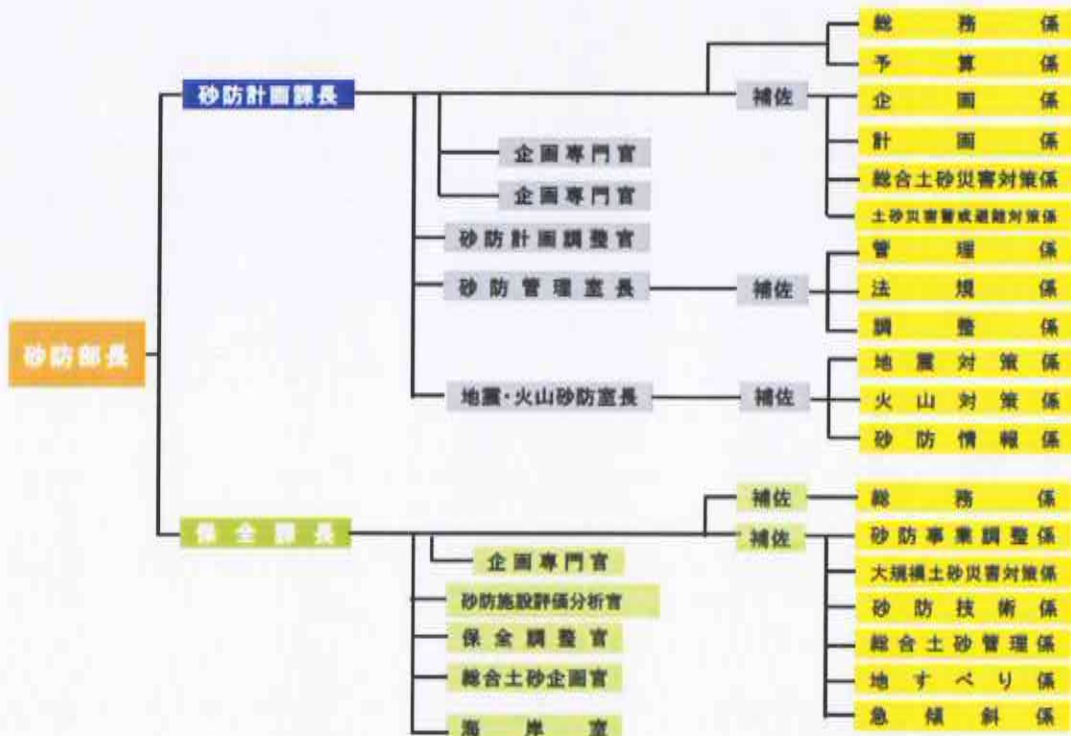 砂防部長
砂防計画課長
企画専門官
企画専門官
砂防計画調整官
砂防管理室長
地震・火山砂防室長
補佐
補佐
補佐
総務係
予算係
企画係
計画係
総合土砂災害対策係
土砂災害警戒避難対策係
管理係
法規係
調整係
地震対策係
火山対策係
砂防情報係
保全課長
企画専門官
砂防施設評価分析官
保全調整官
総合土砂企画官
海岸室
補佐
補佐
総務係
砂防事業調整係
大規模土砂災害対策係
砂防技術係
総合土砂管理係
地すべり係
急傾斜係